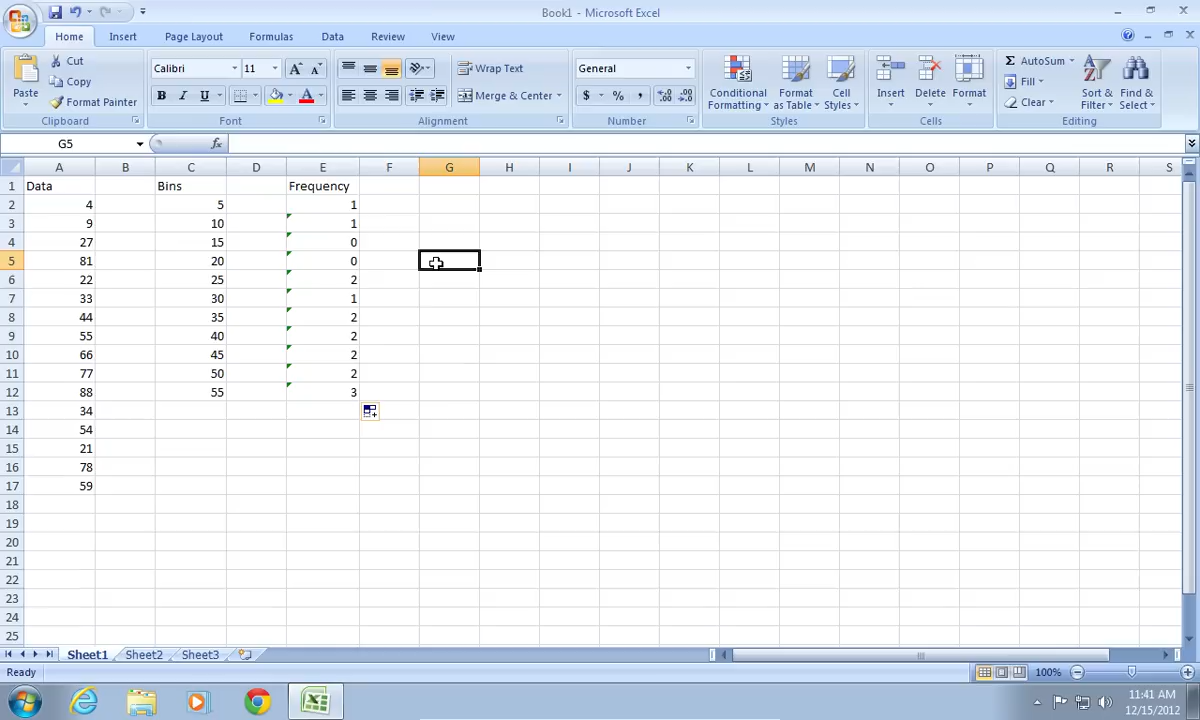 Book1 - Microsoft Excel
Home Insert Page Layout Formulas Data Review View
Paste
Cut
Copy
Format Painter
Clipboard
Calibri 11
B I U
Font
Wrap Text
Merge & Center
Alignment
General
$ % ,
Number
Conditional Formatting
Format as Table
Cell Styles
Styles
Insert Delete Format
Cells
Σ AutoSum
Fill
Clear
Sort & Filter
Find & Select
Editing
G5 fx
A B C D E F G H I J K L M N O P Q R S
1 Data Bins Frequency
2 4 5 1
3 9 10 1
4 27 15 0
5 81 20 0
6 22 25 2
7 33 30 1
8 44 35 2
9 55 40 2
10 66 45 2
11 77 50 2
12 88 55 3
13 34
14 54
15 21
16 78
17 59
18
19
20
21
22
23
24
25
Sheet1 Sheet2 Sheet3
Ready 100%
11:41 AM
12/15/2012